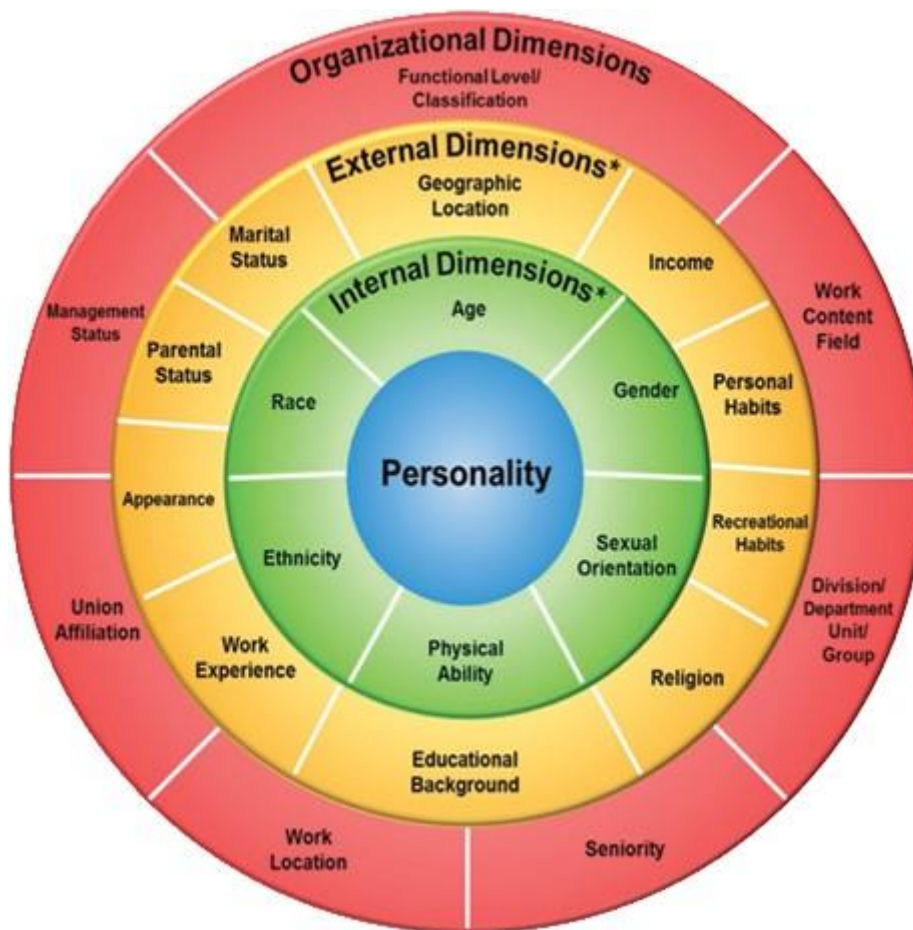 Organizational Dimensions
Functional Level/
Classification
External Dimensions*
Geographic
Location
Marital
Status
Income
Internal Dimensions*
Age
Management
Status
Work
Content
Field
Parental
Status
Race
Gender
Personal
Habits
Personality
Appearance
Ethnicity
Sexual
Orientation
Recreational
Habits
Union
Affiliation
Division/
Department
Unit/
Group
Work
Experience
Physical
Ability
Religion
Educational
Background
Work
Location
Seniority